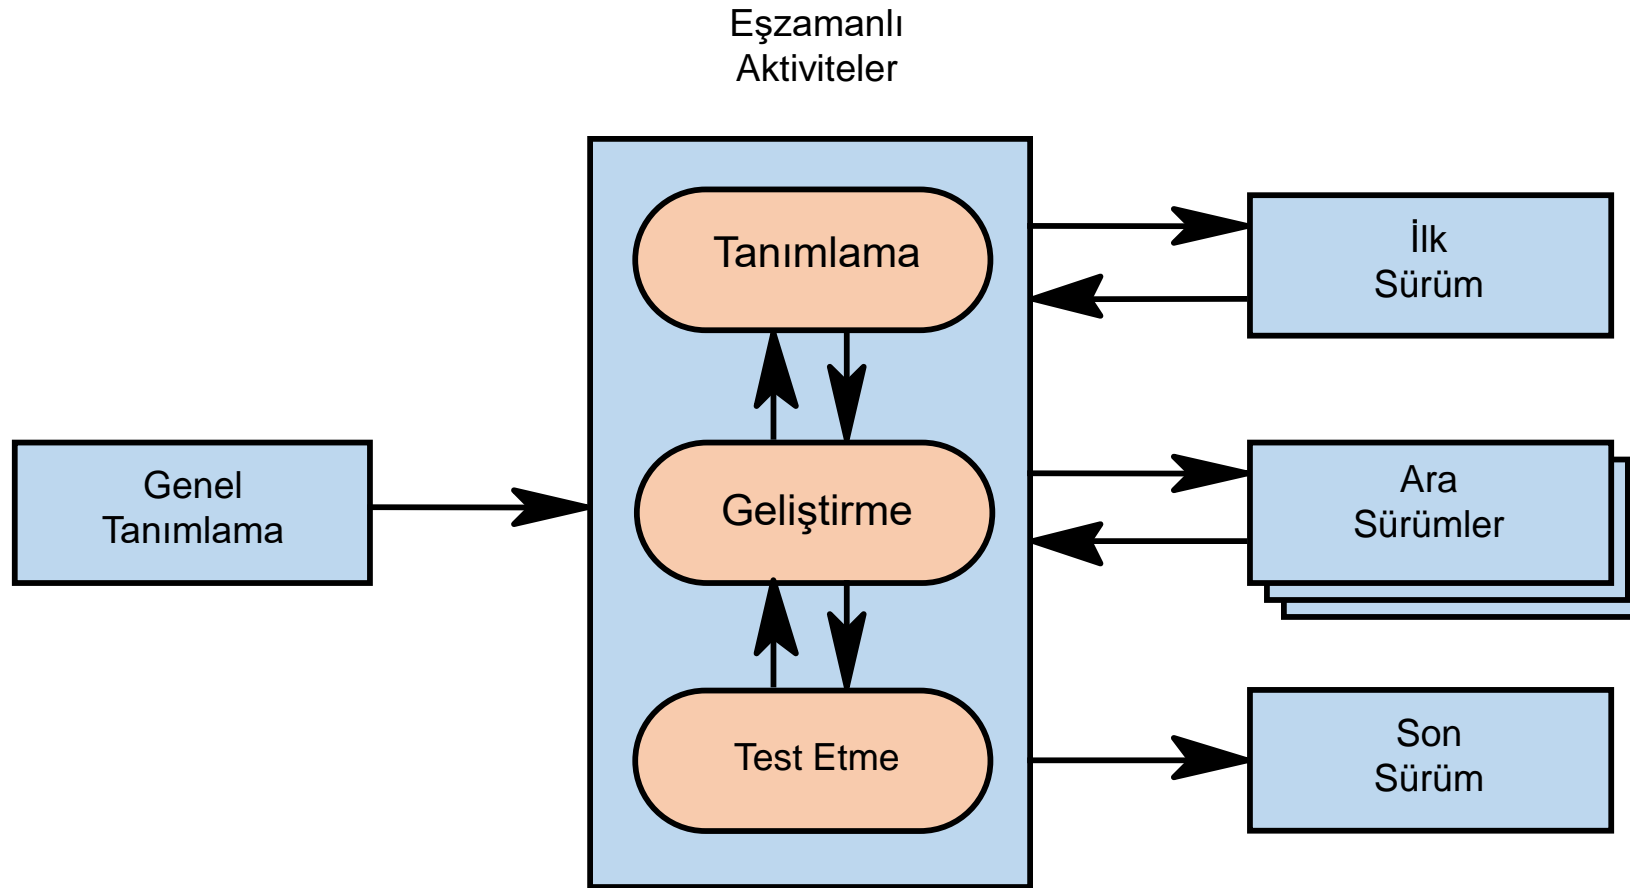 Eşzamanlı
Aktiviteler
Tanımlama
İlk
Sürüm
Genel
Tanımlama
Geliştirme
Ara
Sürümler
Test Etme
Son
Sürüm